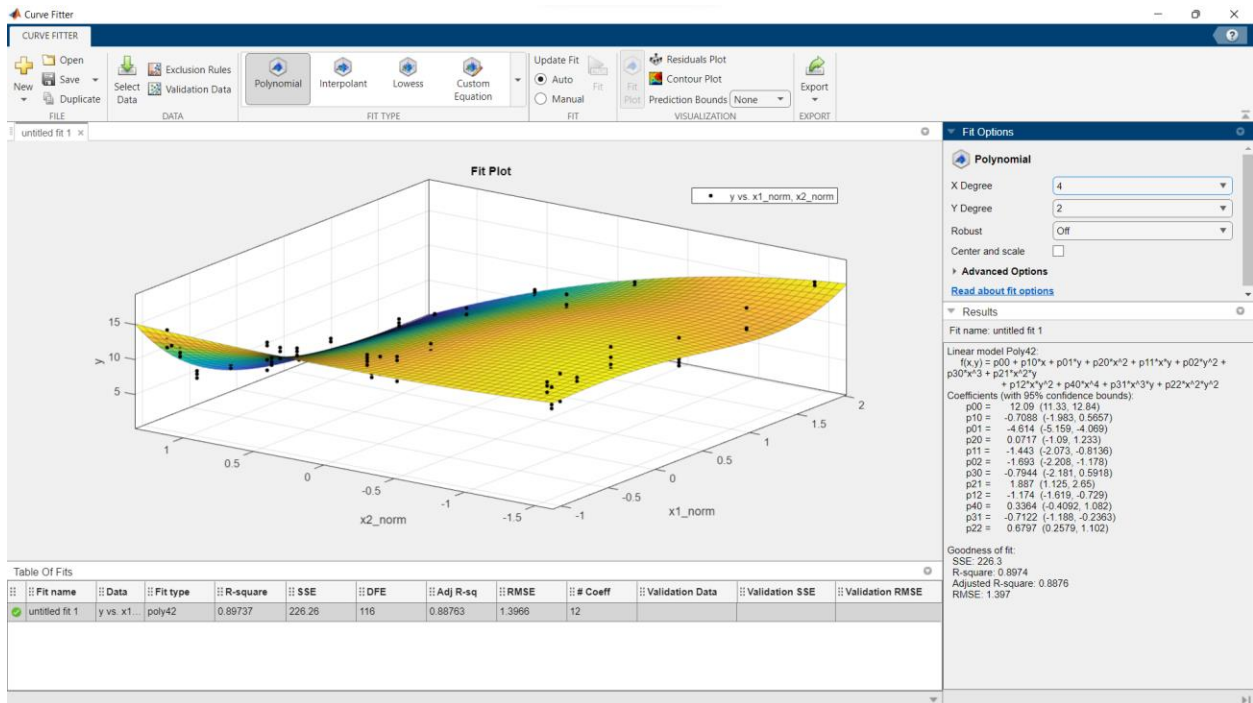 Curve Fitter
CURVE FITTER
New
Open
Save
Duplicate
FILE
Select Data
Exclusion Rules
Validation Data
DATA
Polynomial
Interpolant
Lowess
Custom Equation
FIT TYPE
Update Fit
Auto
Manual
Fit
FIT
Fit Plot
Residuals Plot
Contour Plot
Prediction Bounds None
VISUALIZATION
Export
EXPORT
untitled fit 1 ×
Fit Plot
y vs. x1_norm, x2_norm
15
10
5
y
1
0.5
0
-0.5
-1
-1.5
x2_norm
-1
-0.5
0
0.5
1
1.5
2
x1_norm
Fit Options
Polynomial
X Degree 4
Y Degree 2
Robust Off
Center and scale
Advanced Options
Read about fit options
Results
Fit name: untitled fit 1
Linear model Poly42:
f(x,y) = p00 + p10*x + p01*y + p20*x^2 + p11*x*y + p02*y^2 +
p30*x^3 + p21*x^2*y
+ p12*x*y^2 + p40*x^4 + p31*x^3*y + p22*x^2*y^2
Coefficients (with 95% confidence bounds):
p00 = 12.09 (11.33, 12.84)
p10 = -0.7088 (-1.983, 0.5657)
p01 = -4.614 (-5.159, -4.069)
p20 = 0.0717 (-1.09, 1.233)
p11 = -1.443 (-2.073, -0.8136)
p02 = -1.693 (-2.208, -1.178)
p30 = -0.7944 (-2.181, 0.5918)
p21 = 1.887 (1.125, 2.65)
p12 = -1.174 (-1.619, -0.729)
p40 = 0.3364 (-0.4092, 1.082)
p31 = -0.7122 (-1.188, -0.2363)
p22 = 0.6797 (0.2579, 1.102)
Goodness of fit:
SSE: 226.3
R-square: 0.8974
Adjusted R-square: 0.8876
RMSE: 1.397
Table Of Fits
Fit name Data Fit type R-square SSE DFE Adj R-sq RMSE # Coeff Validation Data Validation SSE Validation RMSE
untitled fit 1 y vs. x1... poly42 0.89737 226.26 116 0.88763 1.3966 12